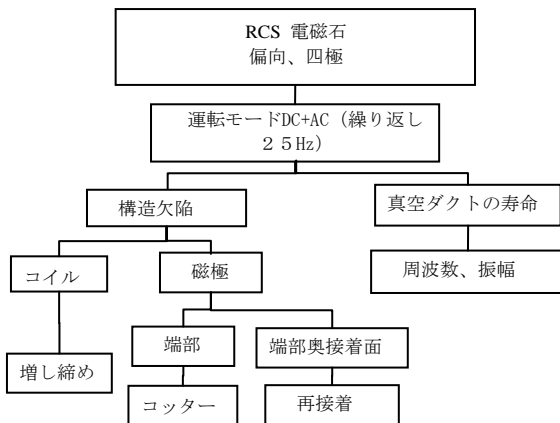 RCS 電磁石
偏向、四極
運転モードDC+AC（繰り返し
２５Hz）
構造欠陥
真空ダクトの寿命
コイル
磁極
周波数、振幅
端部
端部奥接着面
増し締め
コッター
再接着